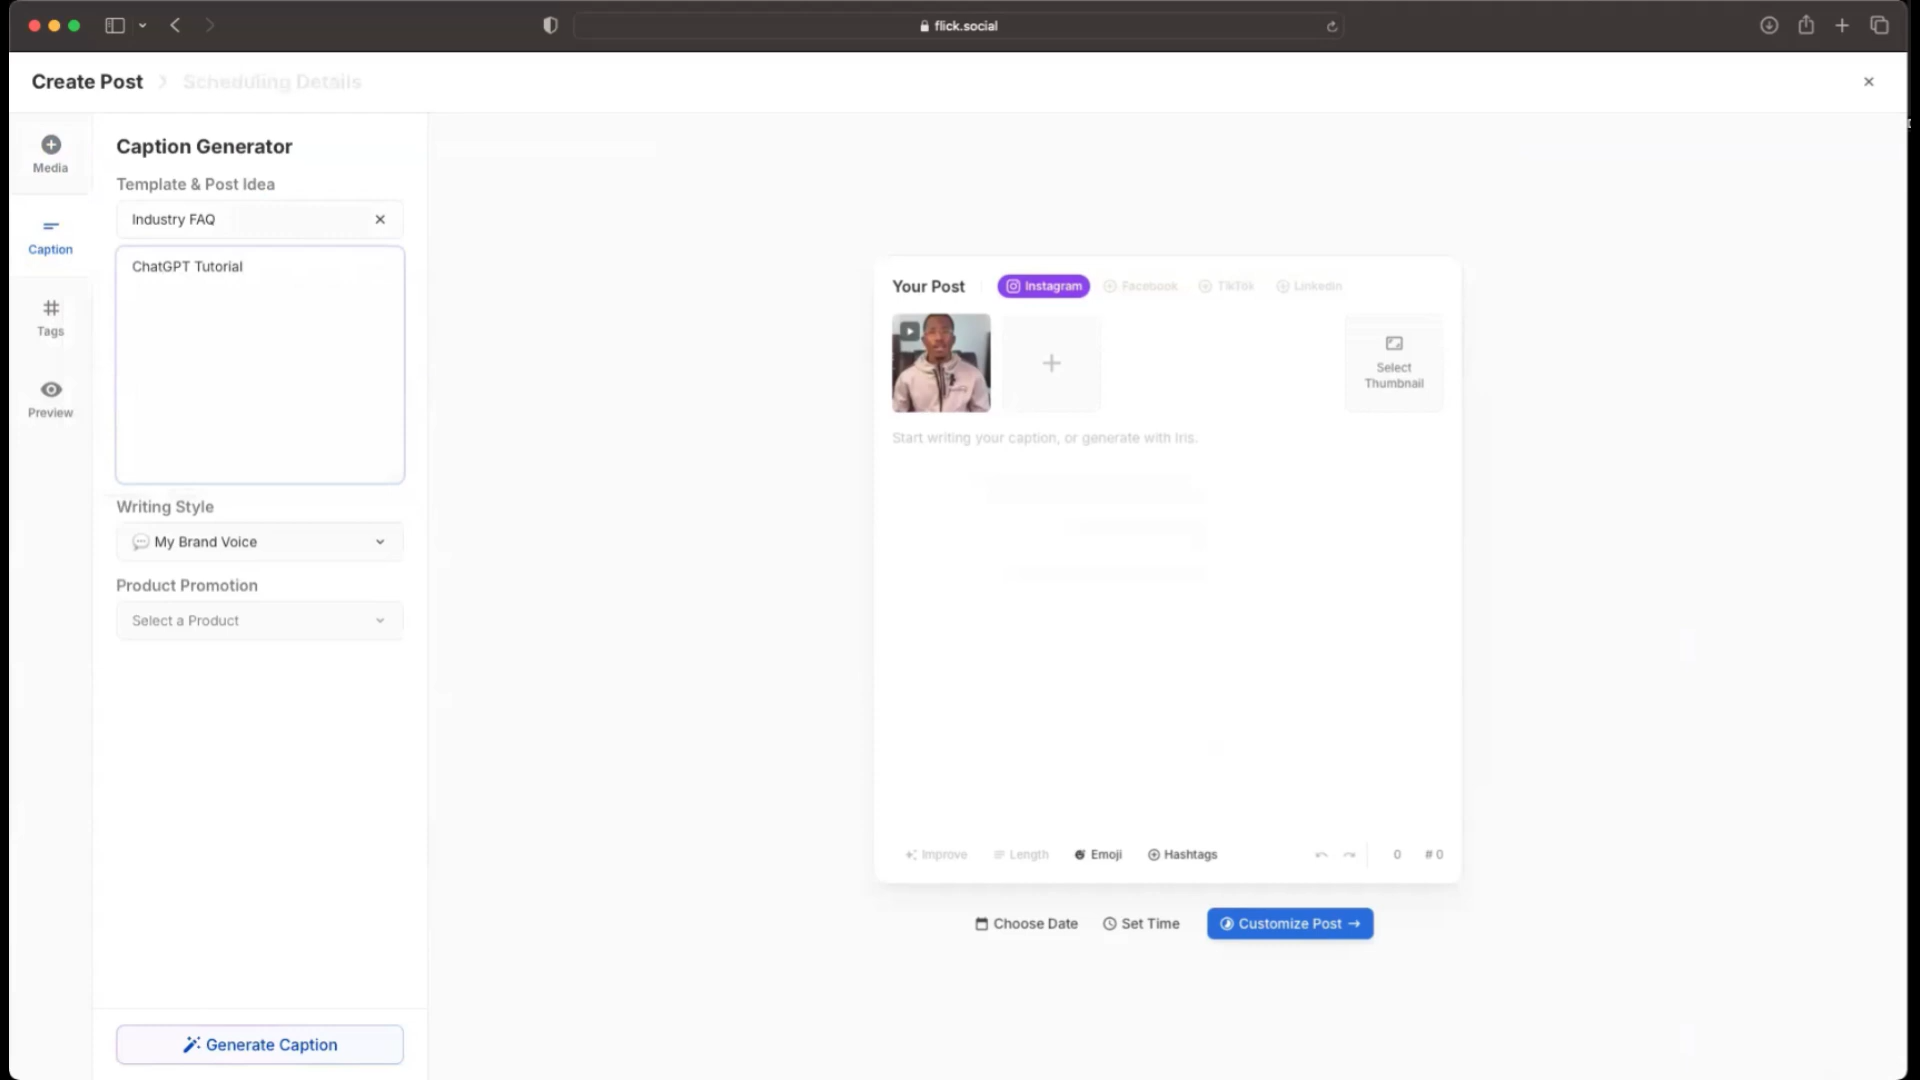 flick.social
Create Post
Scheduling Details
Media
Caption
Tags
Preview
Caption Generator
Template & Post Idea
Industry FAQ
ChatGPT Tutorial
Writing Style
My Brand Voice
Product Promotion
Select a Product
Generate Caption
Your Post
Instagram
Facebook
TikTok
LinkedIn
Select
Thumbnail
Start writing your caption, or generate with Iris.
Improve
Length
Emoji
Hashtags
0
# 0
Choose Date
Set Time
Customize Post →